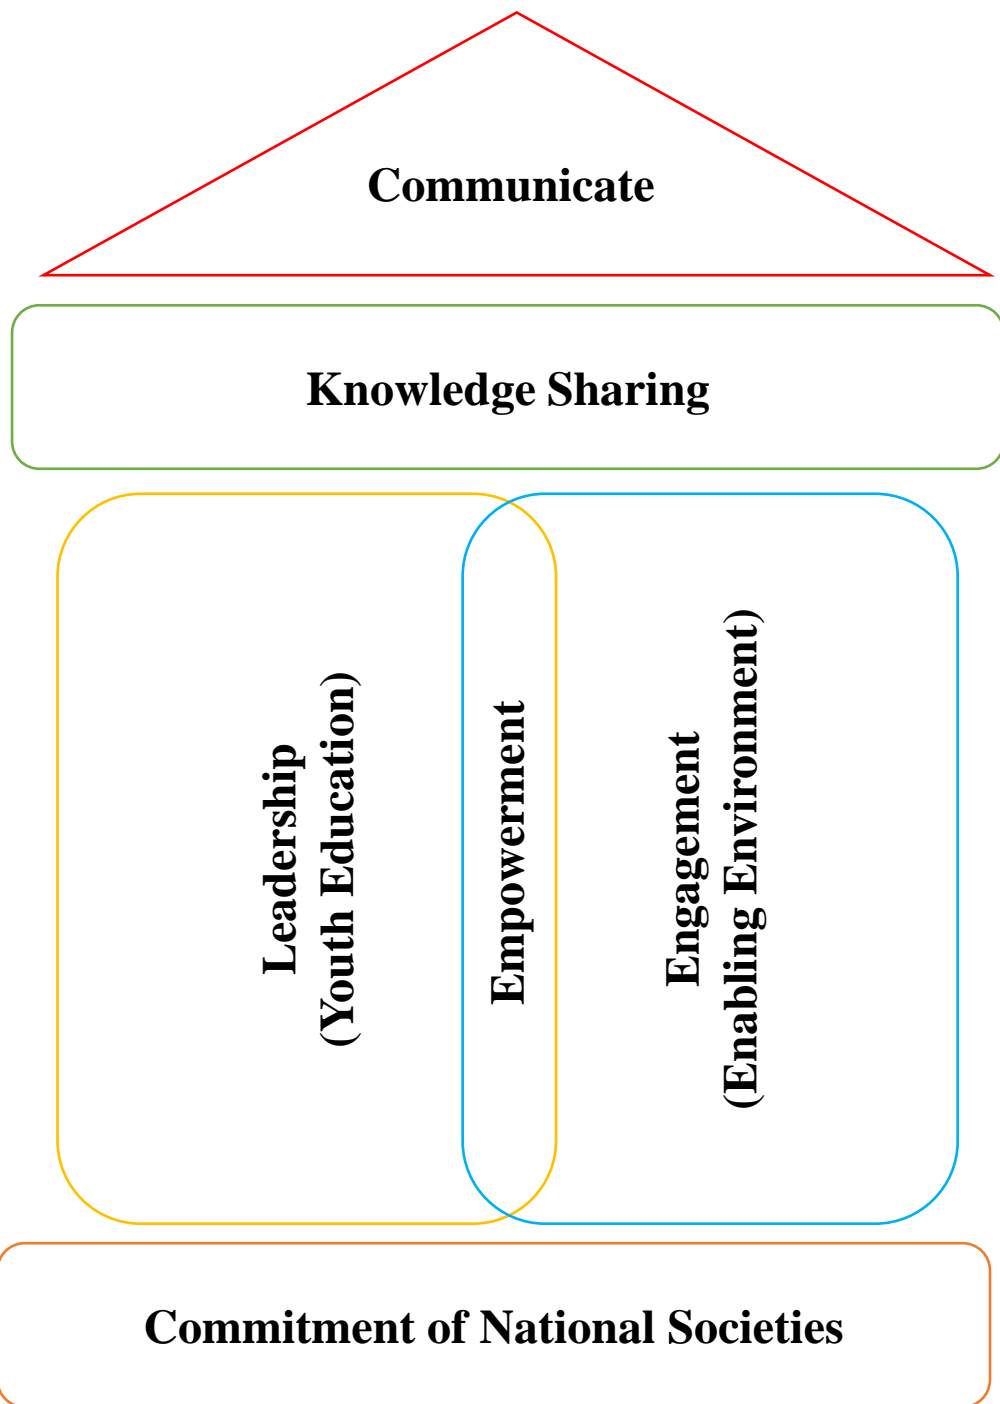 Communicate
Knowledge Sharing
Leadership
(Youth Education)
Empowerment
Engagement
(Enabling Environment)
Commitment of National Societies